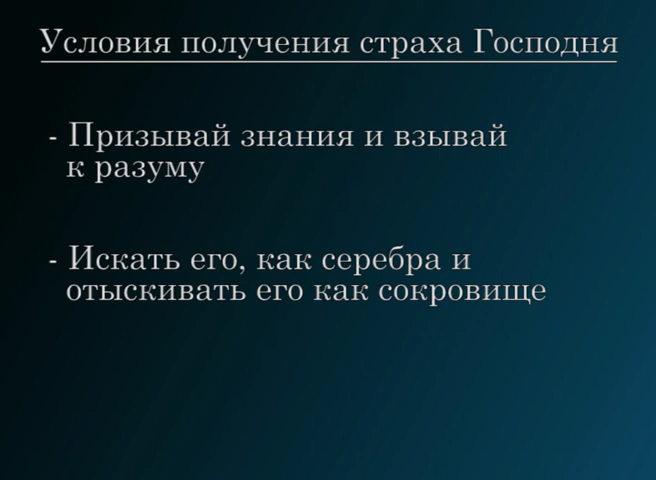 Условия получения страха Господня
- Призывай знания и взывай
к разуму
- Искать его, как серебра и
отыскивать его как сокровище